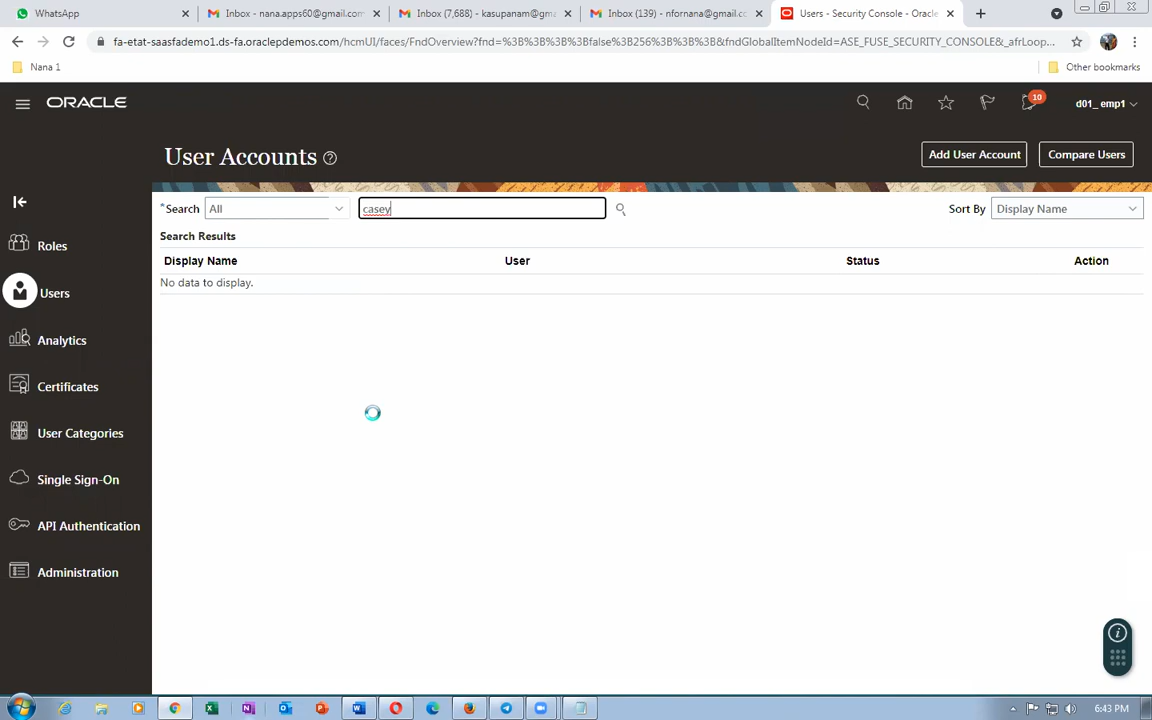 WhatsApp
Inbox - nana.apps60@gmail.com
Inbox (7,688) - kasupanam@gma
Inbox (139) - nfornana@gmail.cc
Users - Security Console - Oracle
fa-etat-saasfademo1.ds-fa.oraclepdemos.com/hcmUI/faces/FndOverview?fnd=%3B%3B%3B%3Bfalse%3B256%3B%3B%3B&fndGlobalItemNodeId=ASE_FUSE_SECURITY_CONSOLE&_afrLoop...
Nana 1
Other bookmarks
ORACLE
10
d01_ emp1
User Accounts
Add User Account
Compare Users
*Search
All
casey
Sort By
Display Name
Search Results
Display Name
User
Status
Action
No data to display.
Roles
Users
Analytics
Certificates
User Categories
Single Sign-On
API Authentication
Administration
6:43 PM